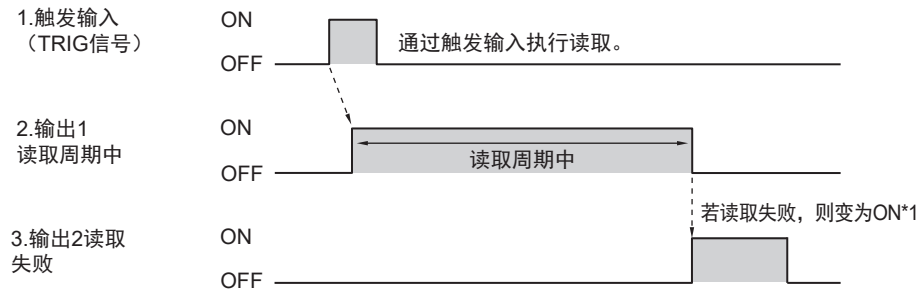 1.触发输入
（TRIG信号）
ON
OFF
通过触发输入执行读取。
2.输出1
读取周期中
ON
OFF
读取周期中
若读取失败，则变为ON*1
3.输出2读取
失败
ON
OFF